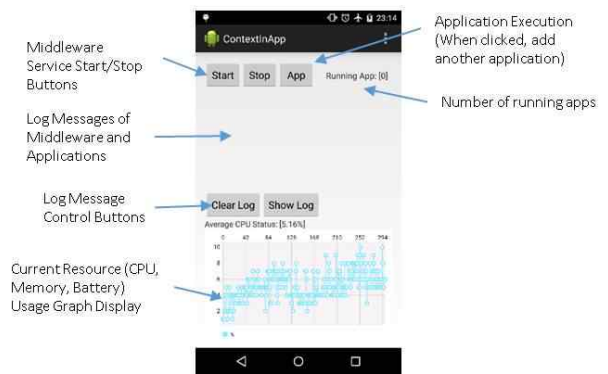 23:14
ContextInApp
Start Stop App Running App: [0]
Clear Log Show Log
Average CPU Status: [5.16%]
0 42 84 126 168 210 252 294
10
8
6
4
2
%
Middleware
Service Start/Stop
Buttons
Log Messages of
Middleware and
Applications
Log Message
Control Buttons
Current Resource (CPU,
Memory, Battery)
Usage Graph Display
Application Execution
(When clicked, add
another application)
Number of running apps